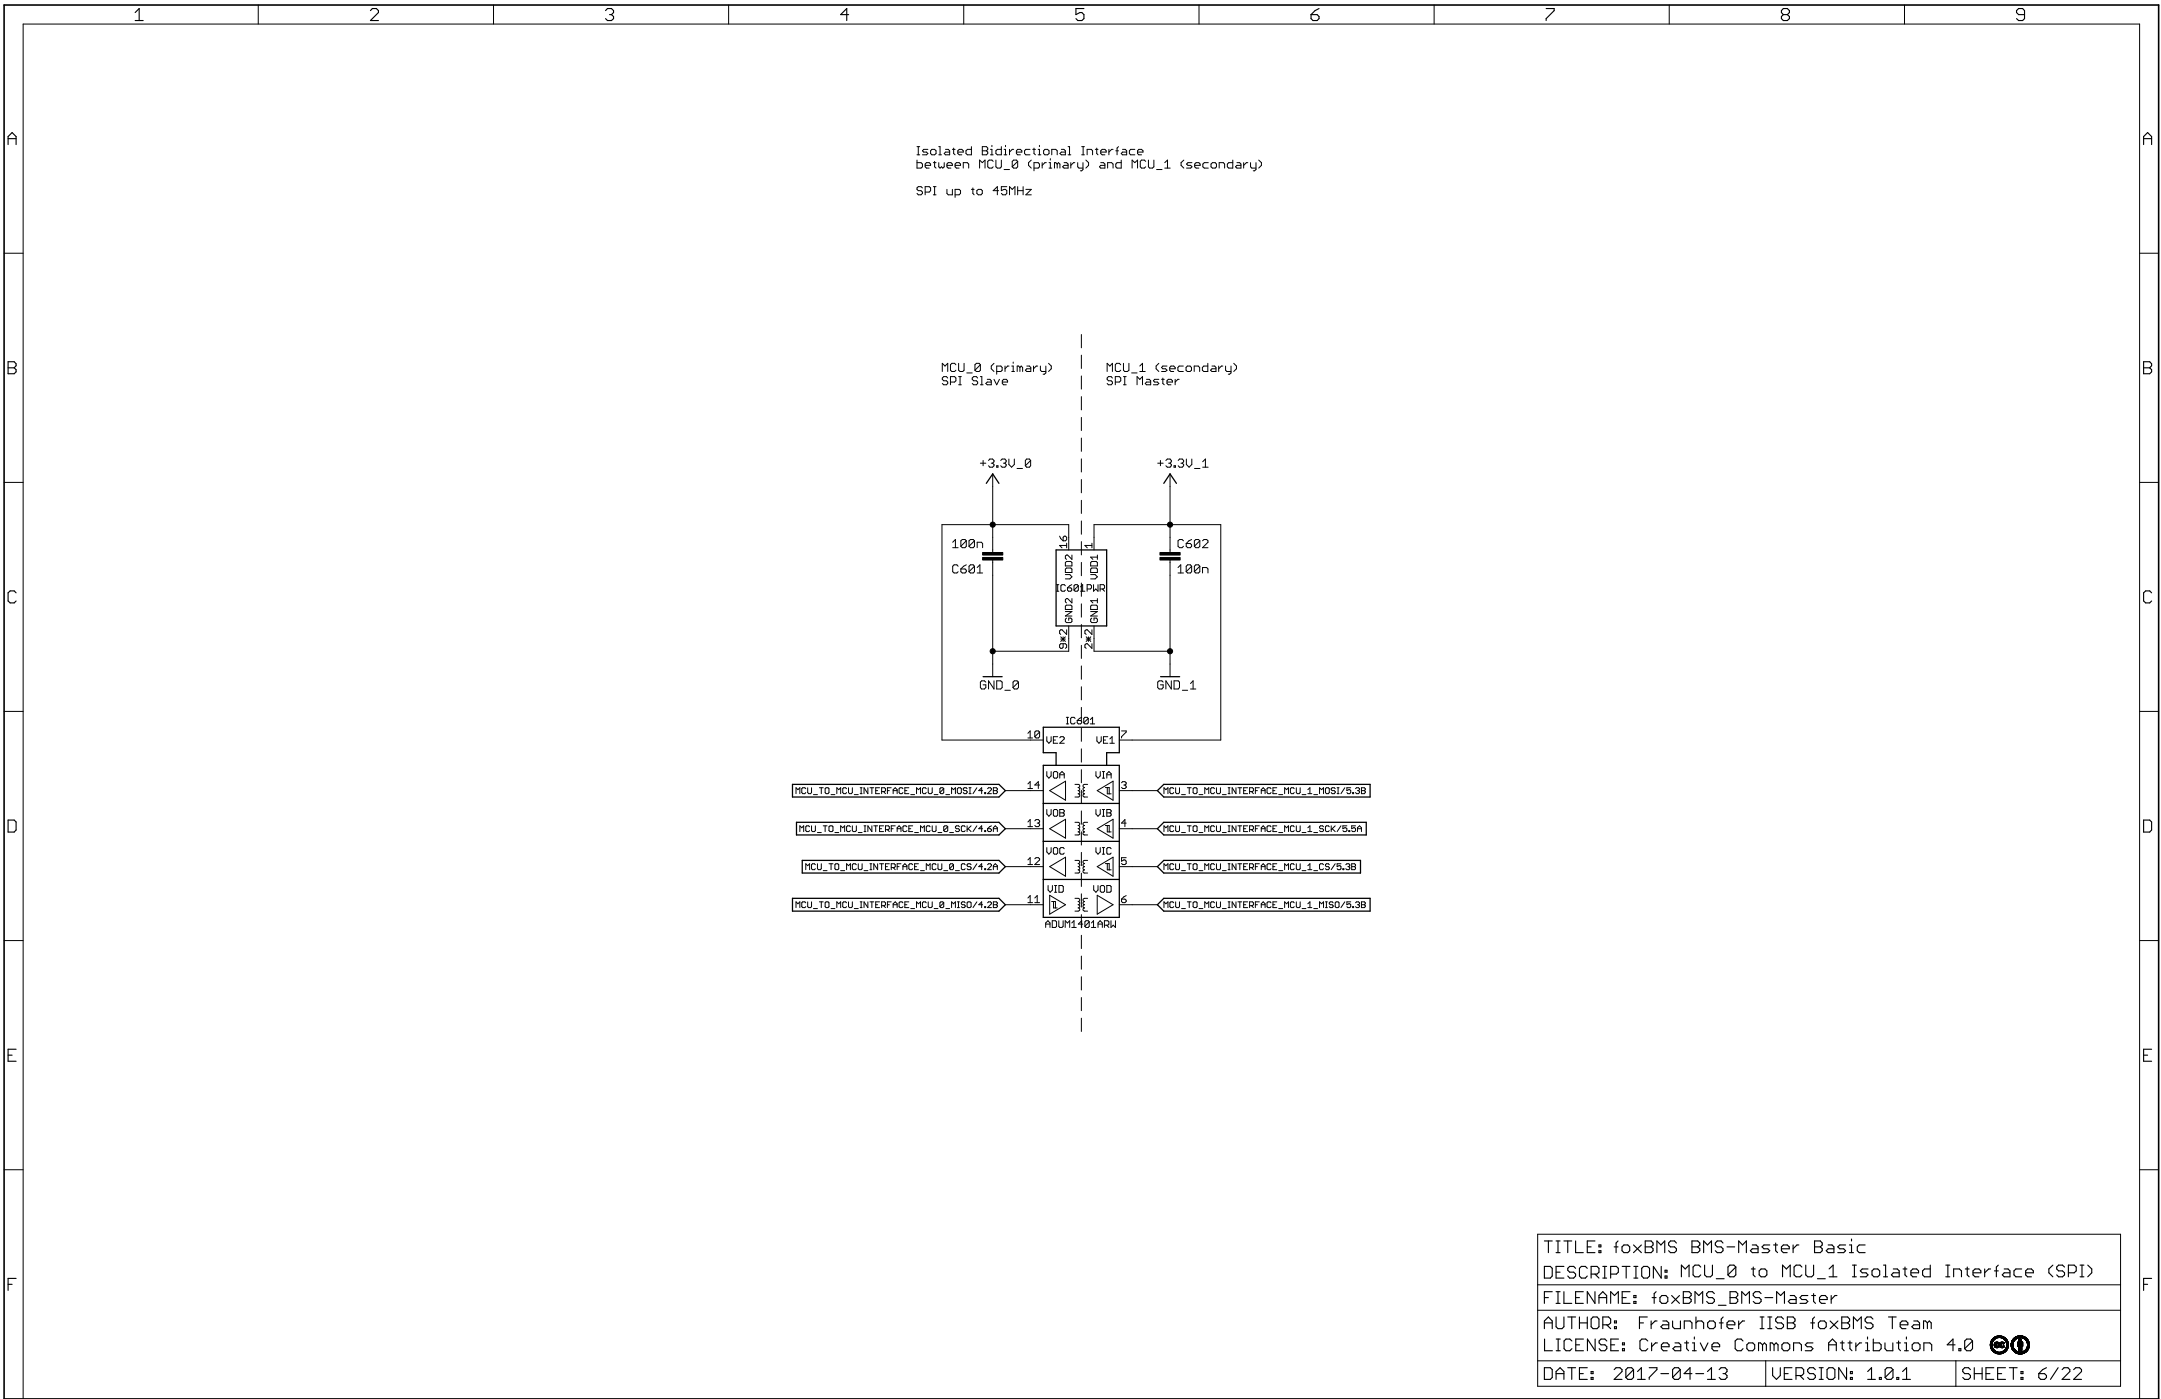 1 2 3 4 5 6 7 8 9
A A
Isolated Bidirectional Interface
between MCU_0 (primary) and MCU_1 (secondary)
SPI up to 45MHz
B B
MCU_0 (primary) MCU_1 (secondary)
SPI Slave SPI Master
+3.3V_0 +3.3V_1
100n 16 1 C602
C601 VDD2 VDD1 100n
IC601PWR
C C
GND2 GND1
9*2 2*2
GND_0 GND_1
IC601
10 VE2 VE1 7
VOA VIA
MCU_TO_MCU_INTERFACE_MCU_0_MOSI/4.2B 14 3 MCU_TO_MCU_INTERFACE_MCU_1_MOSI/5.3B
VOB VIB
D MCU_TO_MCU_INTERFACE_MCU_0_SCK/4.6A 13 4 MCU_TO_MCU_INTERFACE_MCU_1_SCK/5.5A D
VOC VIC
MCU_TO_MCU_INTERFACE_MCU_0_CS/4.2A 12 5 MCU_TO_MCU_INTERFACE_MCU_1_CS/5.3B
VID VOD
MCU_TO_MCU_INTERFACE_MCU_0_MISO/4.2B 11 6 MCU_TO_MCU_INTERFACE_MCU_1_MISO/5.3B
ADUM1401ARW
E E
F F
TITLE: foxBMS BMS-Master Basic
DESCRIPTION: MCU_0 to MCU_1 Isolated Interface (SPI)
FILENAME: foxBMS_BMS-Master
AUTHOR: Fraunhofer IISB foxBMS Team
LICENSE: Creative Commons Attribution 4.0
DATE: 2017-04-13 VERSION: 1.0.1 SHEET: 6/22